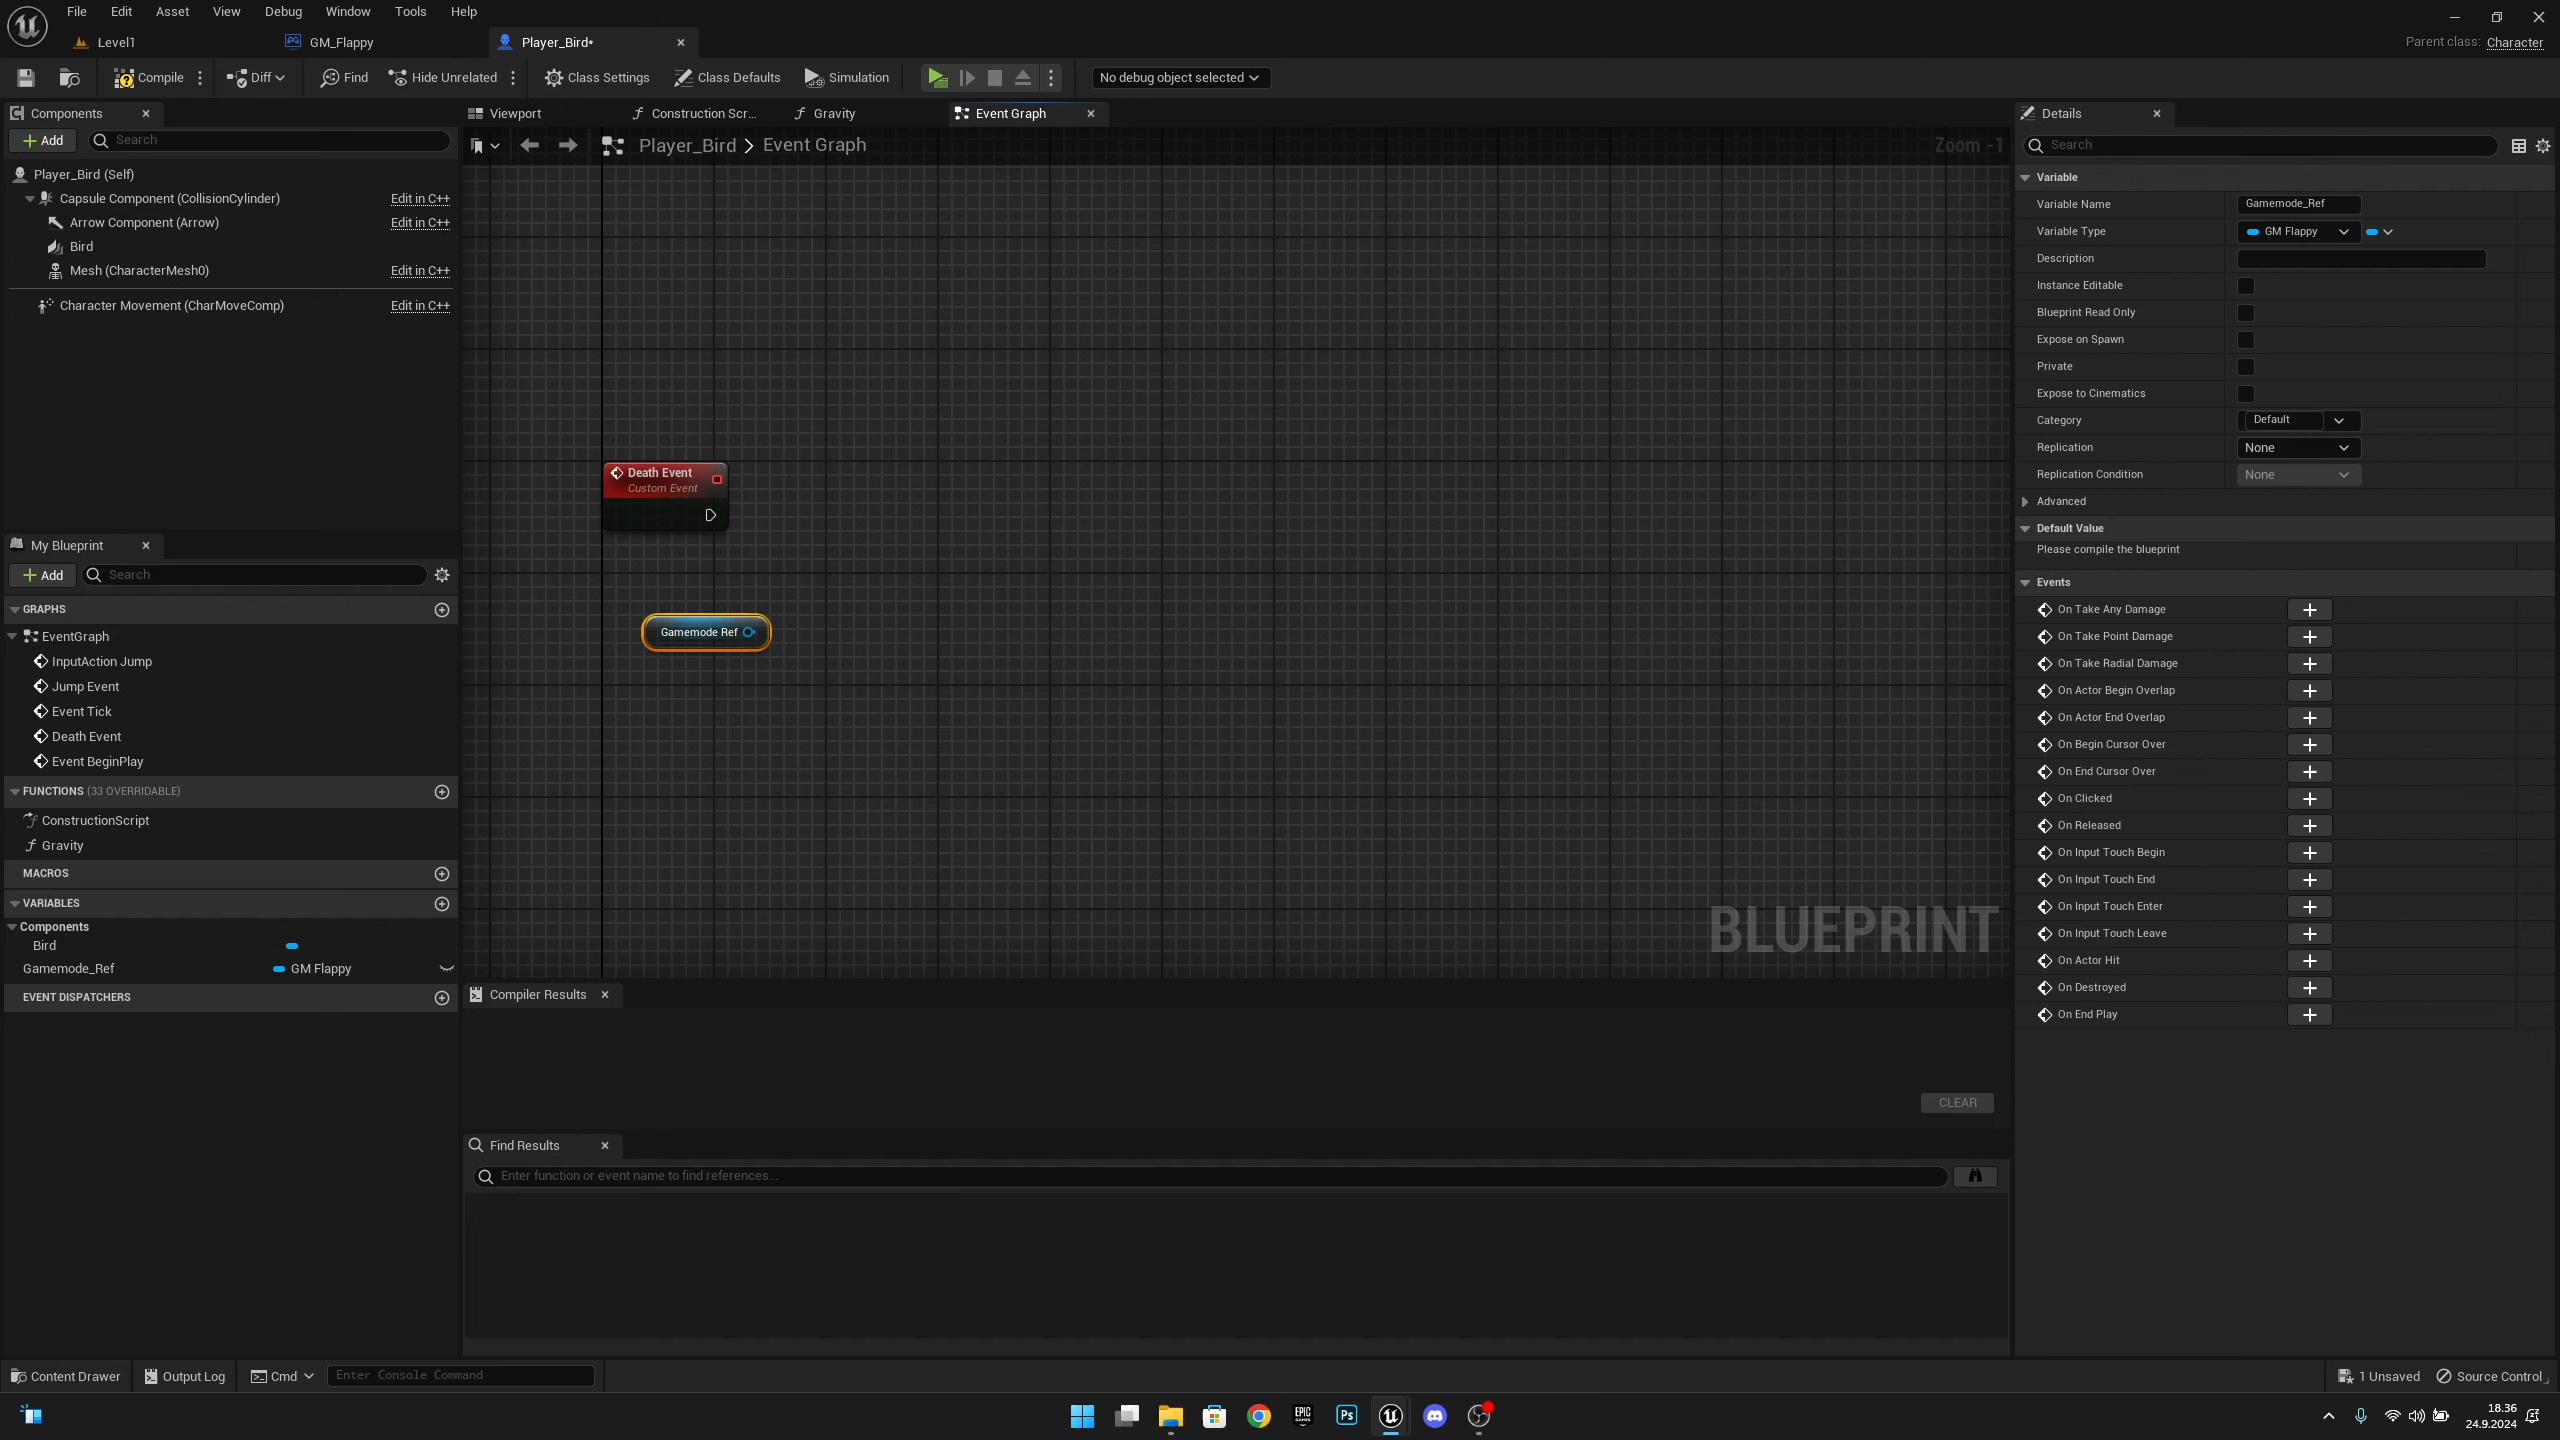 File Edit Asset View Debug Window Tools Help
Level1 GM_Flappy Player_Bird* Parent class: Character
Compile Diff Find Hide Unrelated Class Settings Class Defaults Simulation No debug object selected
Components
Add Search
Player_Bird (Self)
Capsule Component (CollisionCylinder) Edit in C++
Arrow Component (Arrow) Edit in C++
Bird
Mesh (CharacterMesh0) Edit in C++
Character Movement (CharMoveComp) Edit in C++
My Blueprint
Add Search
GRAPHS
EventGraph
InputAction Jump
Jump Event
Event Tick
Death Event
Event BeginPlay
FUNCTIONS (33 OVERRIDABLE)
ConstructionScript
Gravity
MACROS
VARIABLES
Components
Bird
Gamemode_Ref GM Flappy
EVENT DISPATCHERS
Viewport Construction Scr... Gravity Event Graph
Player_Bird > Event Graph Zoom -1
Death Event
Custom Event
Gamemode Ref
BLUEPRINT
Compiler Results
CLEAR
Find Results
Enter function or event name to find references...
Details
Search
Variable
Variable Name Gamemode_Ref
Variable Type GM Flappy
Description
Instance Editable
Blueprint Read Only
Expose on Spawn
Private
Expose to Cinematics
Category Default
Replication None
Replication Condition None
Advanced
Default Value
Please compile the blueprint
Events
On Take Any Damage
On Take Point Damage
On Take Radial Damage
On Actor Begin Overlap
On Actor End Overlap
On Begin Cursor Over
On End Cursor Over
On Clicked
On Released
On Input Touch Begin
On Input Touch End
On Input Touch Enter
On Input Touch Leave
On Actor Hit
On Destroyed
On End Play
Content Drawer Output Log Cmd Enter Console Command 1 Unsaved Source Control
EPIC GAMES Ps
18.36
24.9.2024